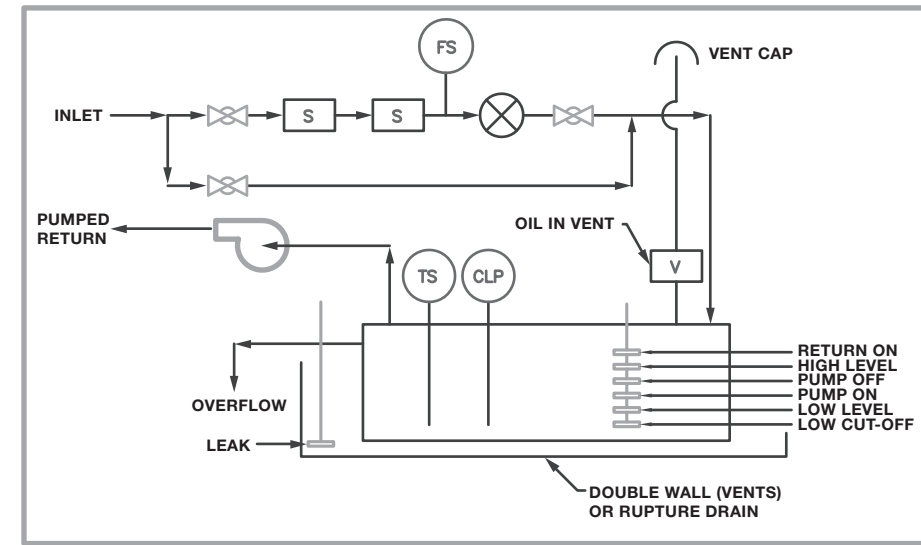 FS
VENT CAP
INLET
S
S
PUMPED
RETURN
OIL IN VENT
V
TS
CLP
RETURN ON
HIGH LEVEL
PUMP OFF
PUMP ON
LOW LEVEL
LOW CUT-OFF
OVERFLOW
LEAK
DOUBLE WALL (VENTS)
OR RUPTURE DRAIN